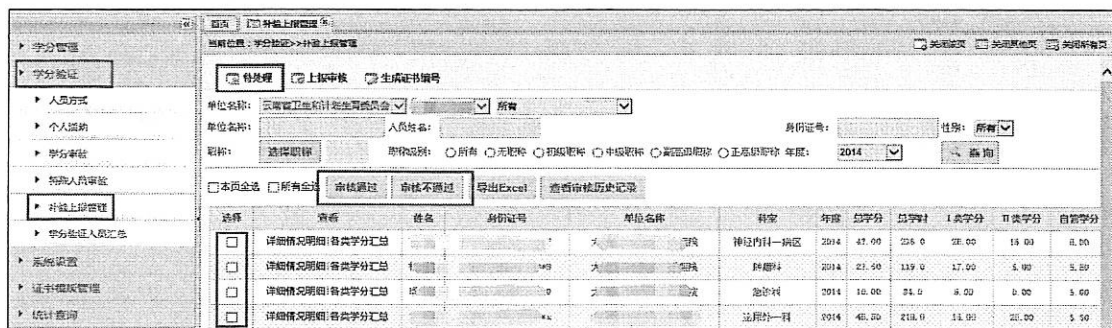 首页 补验上报管理
当前位置：学分验证>>补验上报管理 关闭首页 关闭其他页 关闭所有页
学分管理
学分验证
人员方式
个人活动
学分审验
特殊人员审验
补验上报管理
学分验证人员汇总
系统设置
证书模版管理
统计查询
待处理 上报审核 生成证书编号
单位名称： 云南省卫生和计划生育委员会 所有
单位名称： 人员姓名： 身份证号： 性别： 所有
职称： 选择职称 职称级别： 所有 无职称 初级职称 中级职称 副高级职称 正高级职称 年度： 2014 查询
本页全选 所有全选 审核通过 审核不通过 导出Excel 查看审核历史记录
选择 查看 姓名 身份证号 单位名称 科室 年度 总学分 总学时 I类学分 II类学分 自管学分
详细情况明细|各类学分汇总 神经内科一病区 2014
详细情况明细|各类学分汇总 肿瘤科 2014 119.0 17.00
详细情况明细|各类学分汇总 急诊科 2014 10.00
详细情况明细|各类学分汇总 泌尿外一科 2014